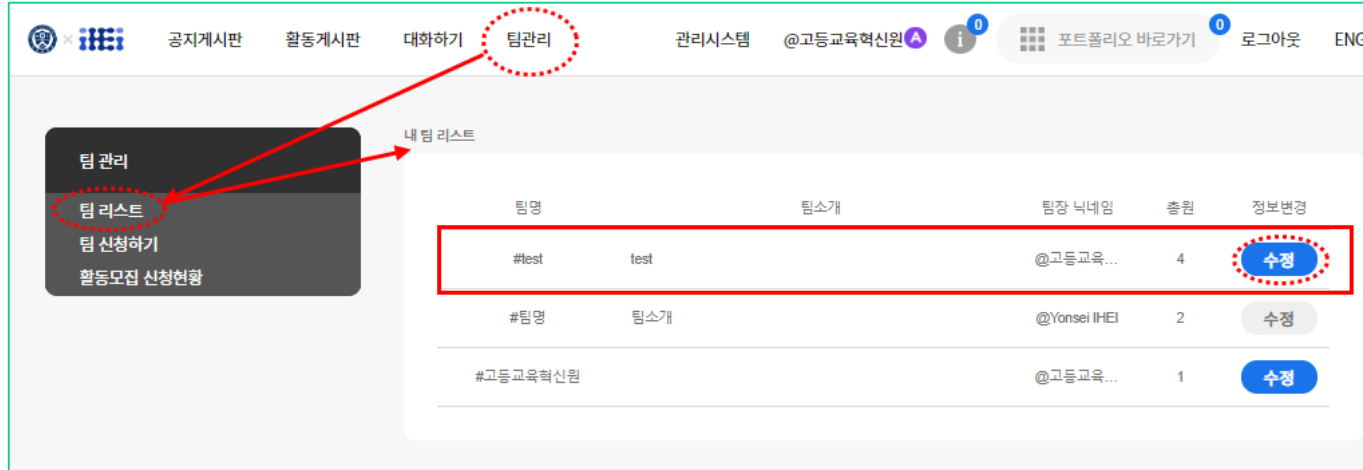 × iHEi 공지게시판 활동게시판 대화하기 팀관리 관리시스템 @고등교육혁신원 A i 0 포트폴리오 바로가기 0 로그아웃 ENG
팀 관리
팀 리스트
팀 신청하기
활동모집 신청현황
내 팀 리스트
팀명 팀소개 팀장 닉네임 총원 정보변경
#test test @고등교육... 4 수정
#팀명 팀소개 @Yonsei IHEI 2 수정
#고등교육혁신원 @고등교육... 1 수정